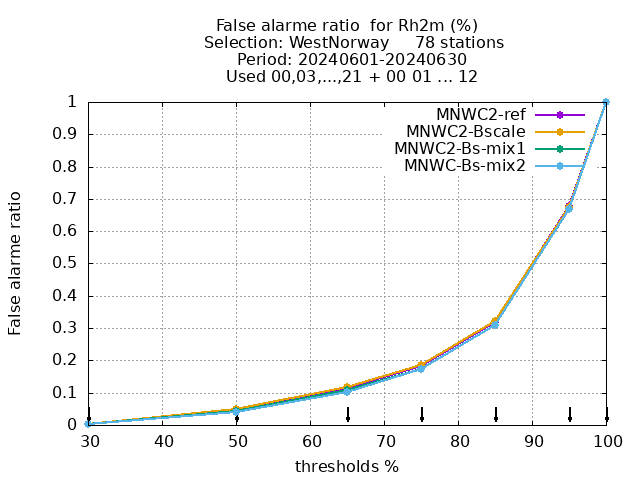 False alarme ratio  for Rh2m (%)
Selection: WestNorway     78 stations
Period: 20240601-20240630
Used 00,03,...,21 + 00 01 ... 12
MNWC2-ref
MNWC2-Bscale
MNWC2-Bs-mix1
MNWC-Bs-mix2
False alarme ratio
1
0.9
0.8
0.7
0.6
0.5
0.4
0.3
0.2
0.1
0
30 40 50 60 70 80 90 100
thresholds %